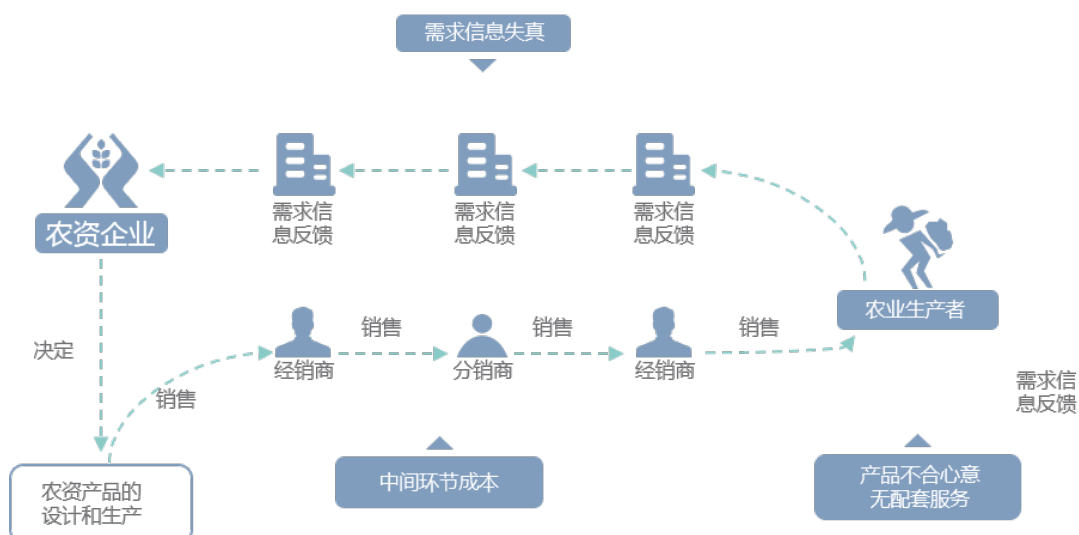 需求信息失真
农资企业
需求信
息反馈
需求信
息反馈
需求信
息反馈
农业生产者
决定
销售
经销商
销售
分销商
销售
经销商
销售
需求信
息反馈
农资产品的
设计和生产
中间环节成本
产品不合心意
无配套服务